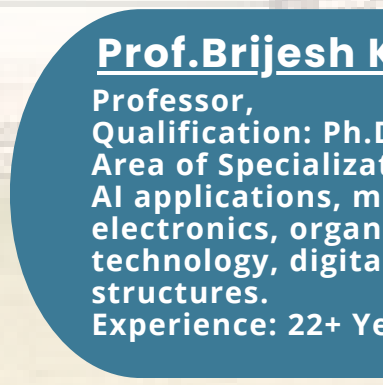 Prof.Brijesh K
Professor,
Qualification: Ph.D
Area of Specializat
AI applications, m
electronics, organ
technology, digita
structures.
Experience: 22+ Ye